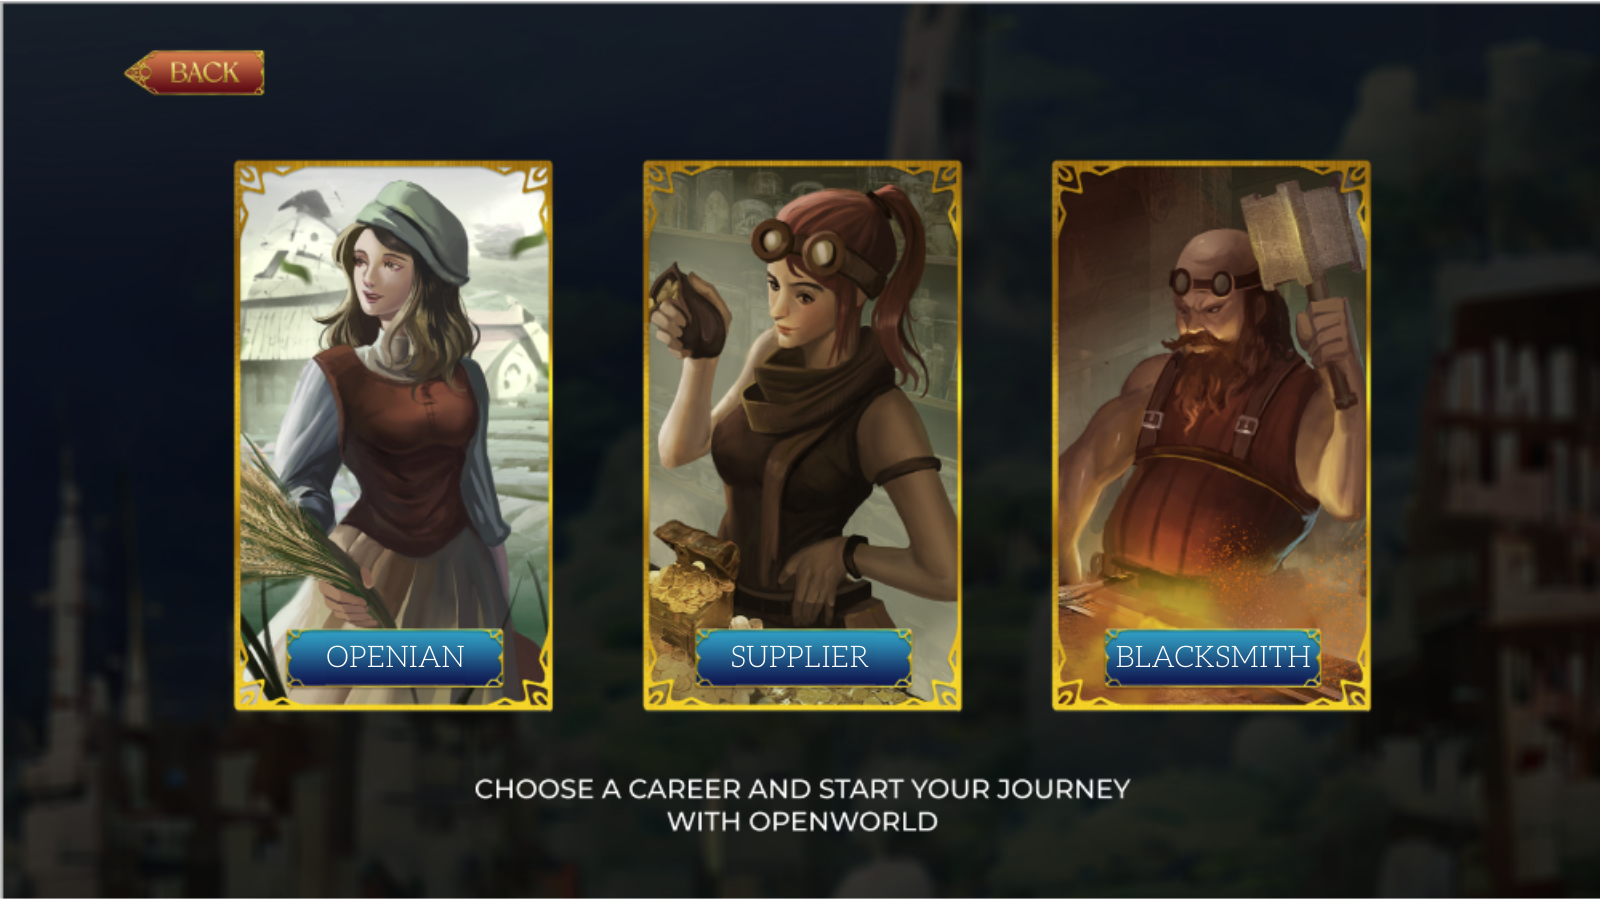 BACK
OPENIAN
SUPPLIER
BLACKSMITH
CHOOSE A CAREER AND START YOUR JOURNEY
WITH OPENWORLD